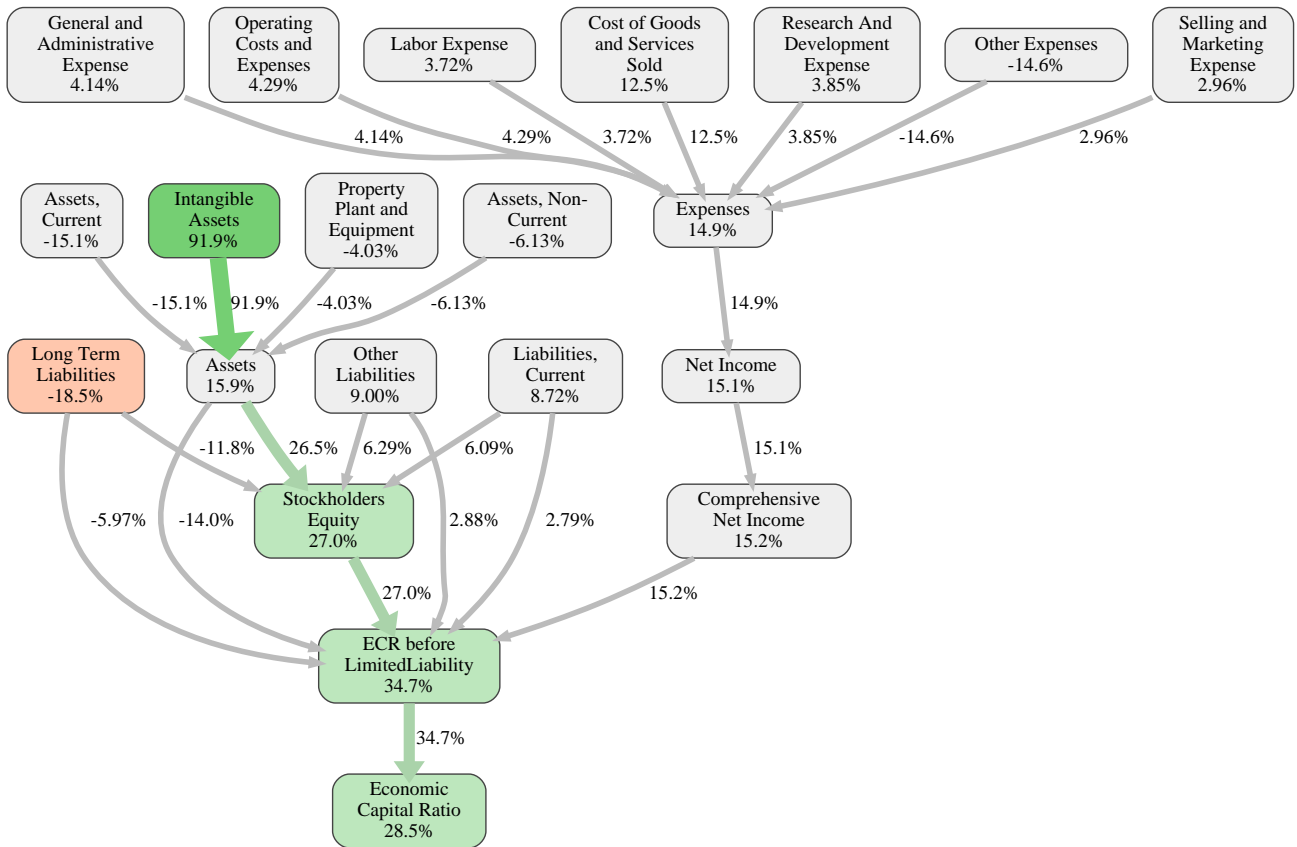 General and
Administrative
Expense
4.14%
Operating
Costs and
Expenses
4.29%
Labor Expense
3.72%
Cost of Goods
and Services
Sold
12.5%
Research And
Development
Expense
3.85%
Other Expenses
-14.6%
Selling and
Marketing
Expense
2.96%
4.14%
4.29%
3.72%
12.5%
3.85%
-14.6%
2.96%
Assets,
Current
-15.1%
Intangible
Assets
91.9%
Property
Plant and
Equipment
-4.03%
Assets, Non-
Current
-6.13%
Expenses
14.9%
-15.1%
91.9%
-4.03%
-6.13%
14.9%
Long Term
Liabilities
-18.5%
Assets
15.9%
Other
Liabilities
9.00%
Liabilities,
Current
8.72%
Net Income
15.1%
-11.8%
26.5%
6.29%
6.09%
15.1%
-5.97%
-14.0%
Stockholders
Equity
27.0%
2.88%
2.79%
Comprehensive
Net Income
15.2%
27.0%
15.2%
ECR before
LimitedLiability
34.7%
34.7%
Economic
Capital Ratio
28.5%